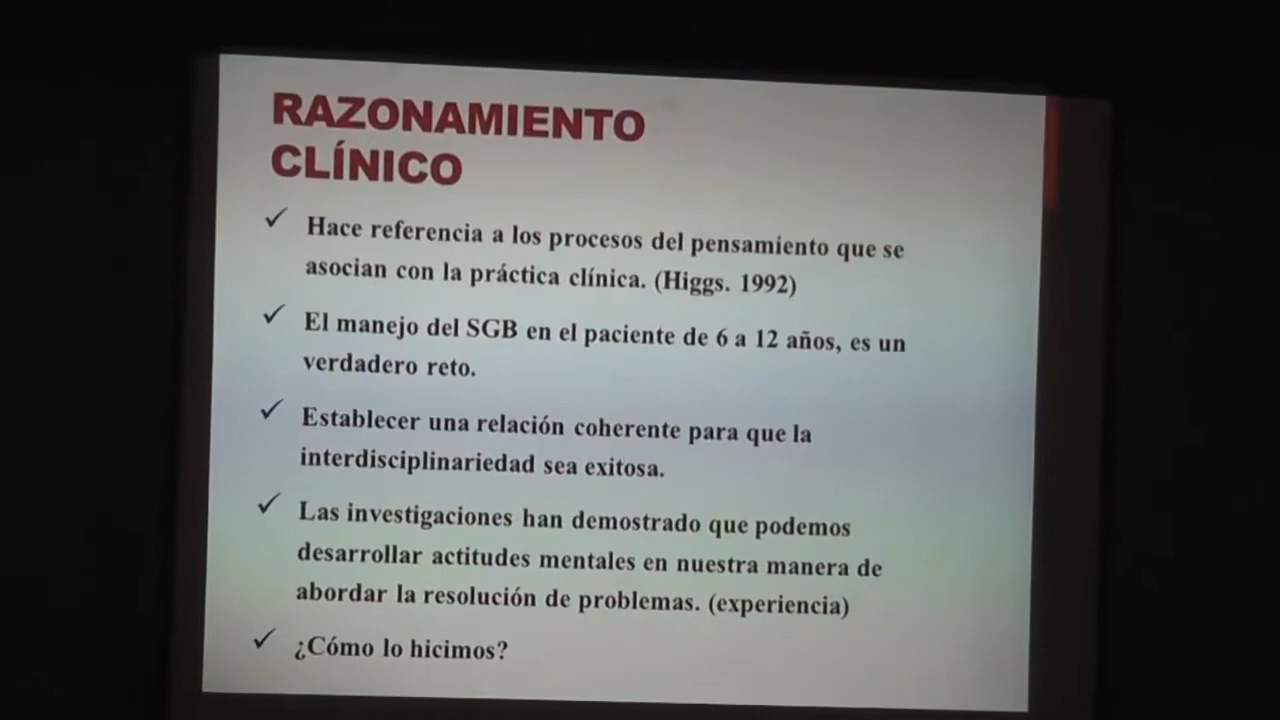 RAZONAMIENTO
CLÍNICO
✓ Hace referencia a los procesos del pensamiento que se
asocian con la práctica clínica. (Higgs. 1992)
✓ El manejo del SGB en el paciente de 6 a 12 años, es un
verdadero reto.
✓ Establecer una relación coherente para que la
interdisciplinariedad sea exitosa.
✓ Las investigaciones han demostrado que podemos
desarrollar actitudes mentales en nuestra manera de
abordar la resolución de problemas. (experiencia)
✓ ¿Cómo lo hicimos?